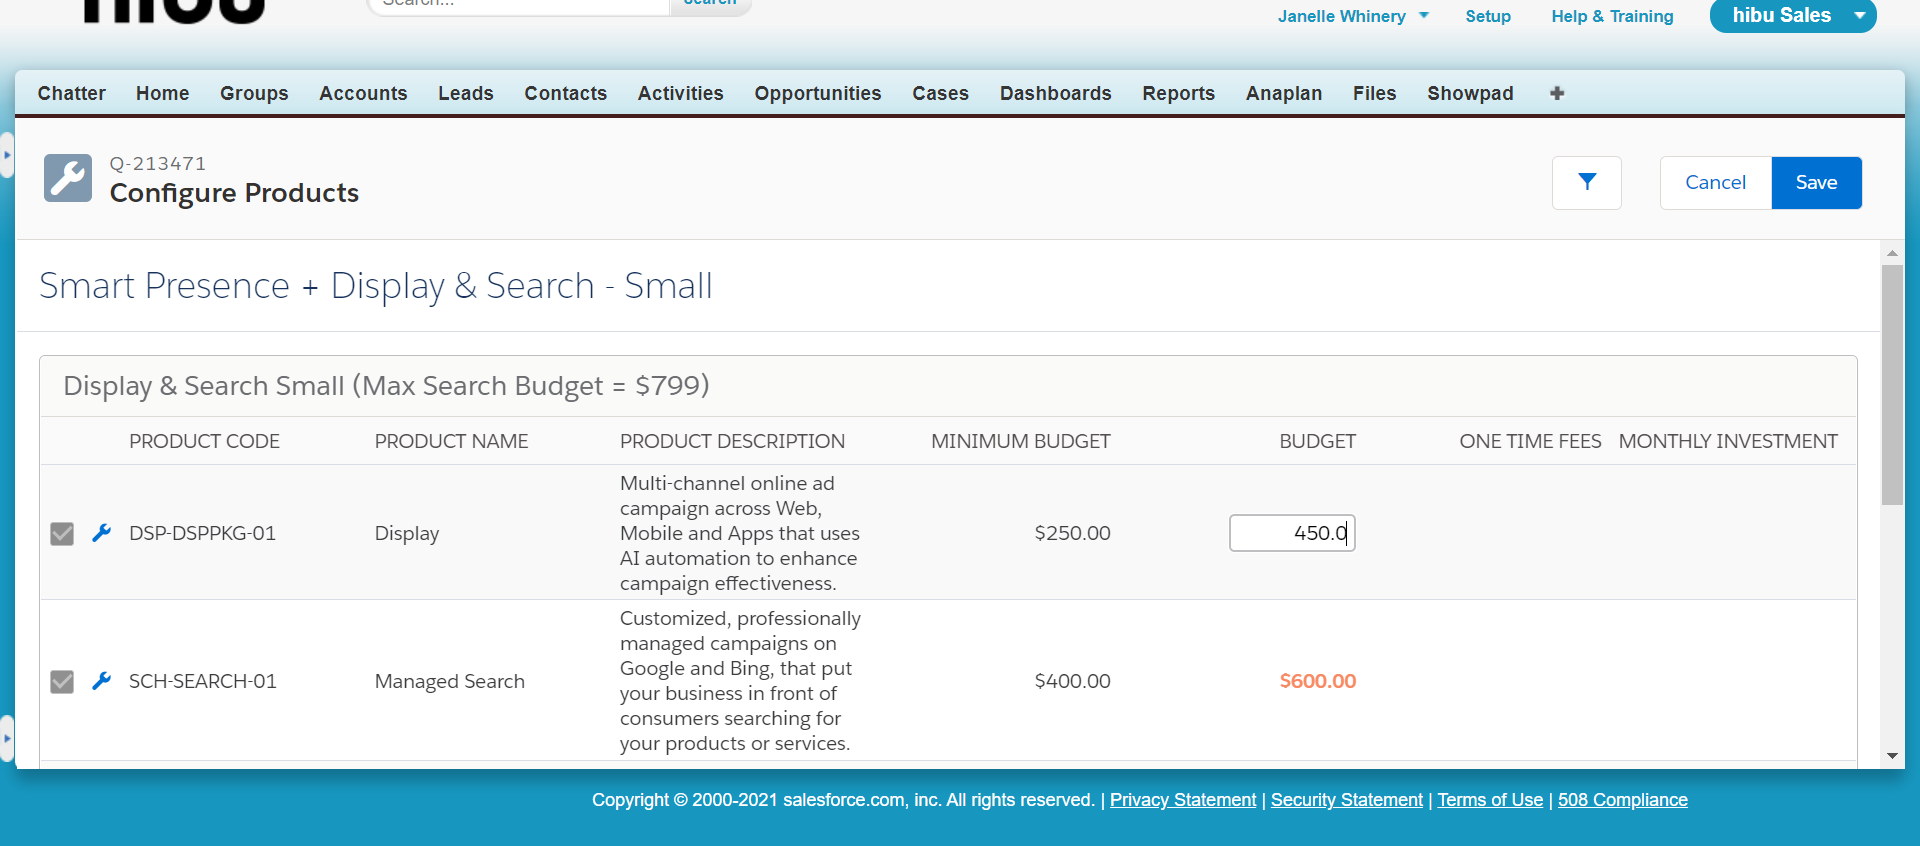 hibu
Search...
Search
Janelle Whinery
Setup
Help & Training
hibu Sales
Chatter Home Groups Accounts Leads Contacts Activities Opportunities Cases Dashboards Reports Anaplan Files Showpad
Q-213471
Configure Products
Cancel
Save
Smart Presence + Display & Search - Small
Display & Search Small (Max Search Budget = $799)
PRODUCT CODE PRODUCT NAME PRODUCT DESCRIPTION MINIMUM BUDGET BUDGET ONE TIME FEES MONTHLY INVESTMENT
DSP-DSPPKG-01
Display
Multi-channel online ad
campaign across Web,
Mobile and Apps that uses
AI automation to enhance
campaign effectiveness.
$250.00
450.0
SCH-SEARCH-01
Managed Search
Customized, professionally
managed campaigns on
Google and Bing, that put
your business in front of
consumers searching for
your products or services.
$400.00
$600.00
Copyright © 2000-2021 salesforce.com, inc. All rights reserved. | Privacy Statement | Security Statement | Terms of Use | 508 Compliance